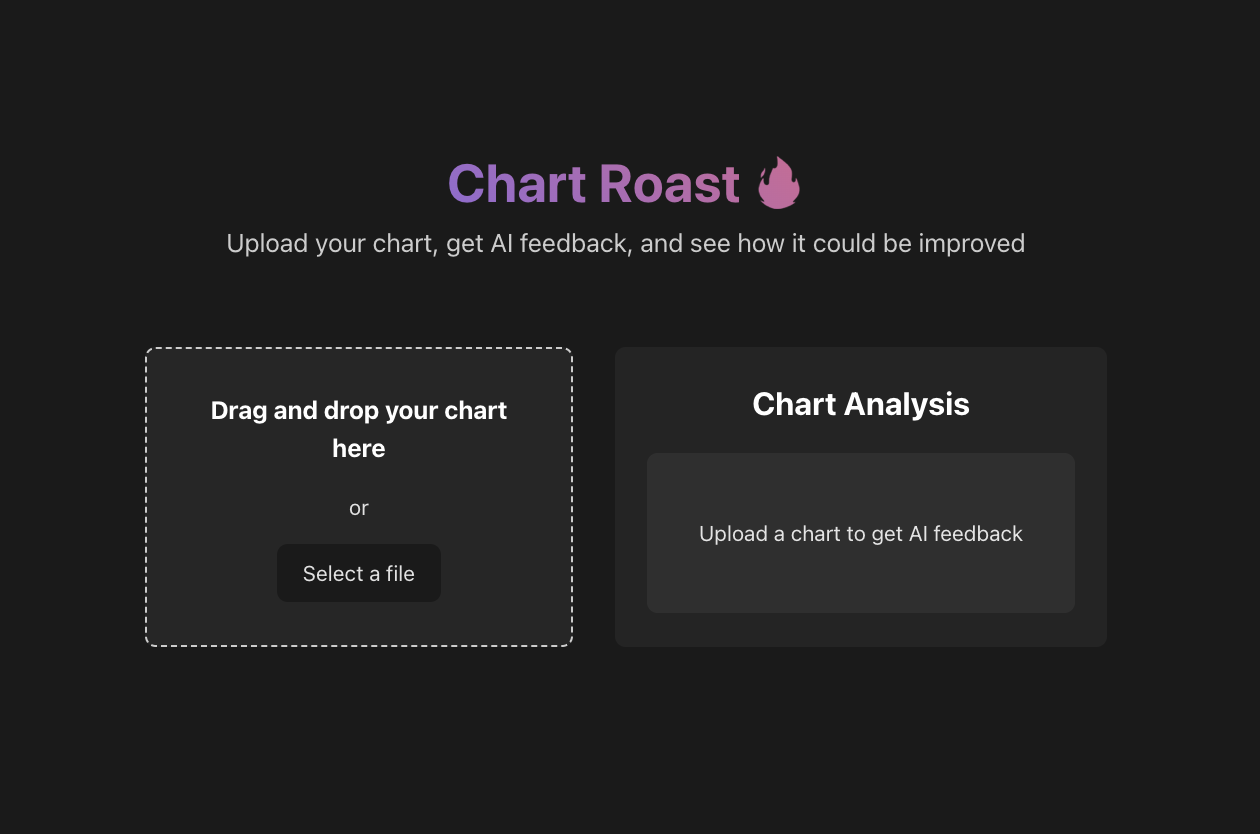 Chart Roast 🔥
Upload your chart, get AI feedback, and see how it could be improved
Drag and drop your chart
here
or
Select a file
Chart Analysis
Upload a chart to get AI feedback